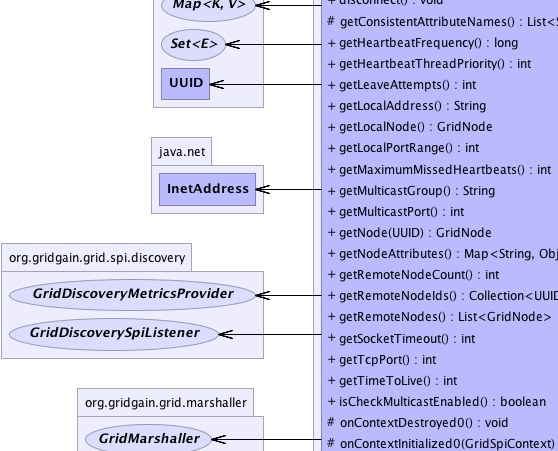 Map<K, V>
Set<E>
UUID
java.net
InetAddress
org.gridgain.grid.spi.discovery
GridDiscoveryMetricsProvider
GridDiscoverySpiListener
org.gridgain.grid.marshaller
GridMarshaller
+ disconnect() : void
# getConsistentAttributeNames() : List<S
+ getHeartbeatFrequency() : long
+ getHeartbeatThreadPriority() : int
+ getLeaveAttempts() : int
+ getLocalAddress() : String
+ getLocalNode() : GridNode
+ getLocalPortRange() : int
+ getMaximumMissedHeartbeats() : int
+ getMulticastGroup() : String
+ getMulticastPort() : int
+ getNode(UUID) : GridNode
+ getNodeAttributes() : Map<String, Obj
+ getRemoteNodeCount() : int
+ getRemoteNodeIds() : Collection<UUID
+ getRemoteNodes() : List<GridNode>
+ getSocketTimeout() : int
+ getTcpPort() : int
+ getTimeToLive() : int
+ isCheckMulticastEnabled() : boolean
# onContextDestroyed0() : void
# onContextInitialized0(GridSpiContext)